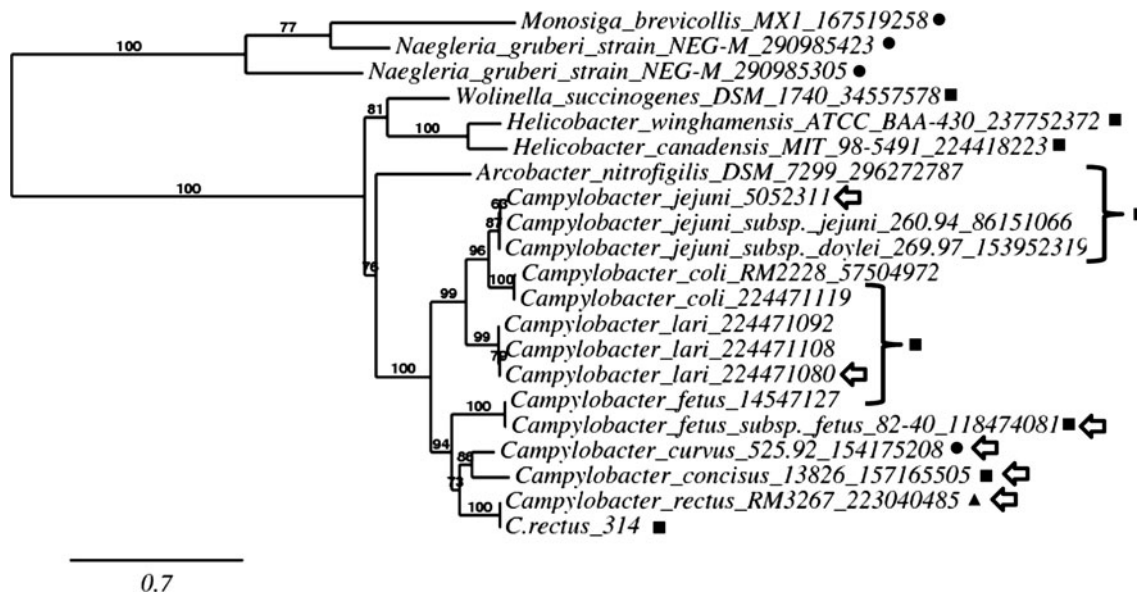 77
Monosiga_brevicollis_MX1_167519258
100
Naegleria_gruberi_strain_NEG-M_290985423
Naegleria_gruberi_strain_NEG-M_290985305
81
Wolinella_succinogenes_DSM_1740_34557578
100
Helicobacter_winghamensis_ATCC_BAA-430_237752372
Helicobacter_canadensis_MIT_98-5491_224418223
100
Arcobacter_nitrofigilis_DSM_7299_296272787
63
Campylobacter_jejuni_5052311
87
Campylobacter_jejuni_subsp._jejuni_260.94_86151066
96
Campylobacter_jejuni_subsp._doylei_269.97_153952319
76
Campylobacter_coli_RM2228_57504972
100
Campylobacter_coli_224471119
99
Campylobacter_lari_224471092
99
Campylobacter_lari_224471108
79
Campylobacter_lari_224471080
100
Campylobacter_fetus_14547127
100
Campylobacter_fetus_subsp._fetus_82-40_118474081
94
Campylobacter_curvus_525.92_154175208
86
Campylobacter_concisus_13826_157165505
73
Campylobacter_rectus_RM3267_223040485
100
C.rectus_314
0.7